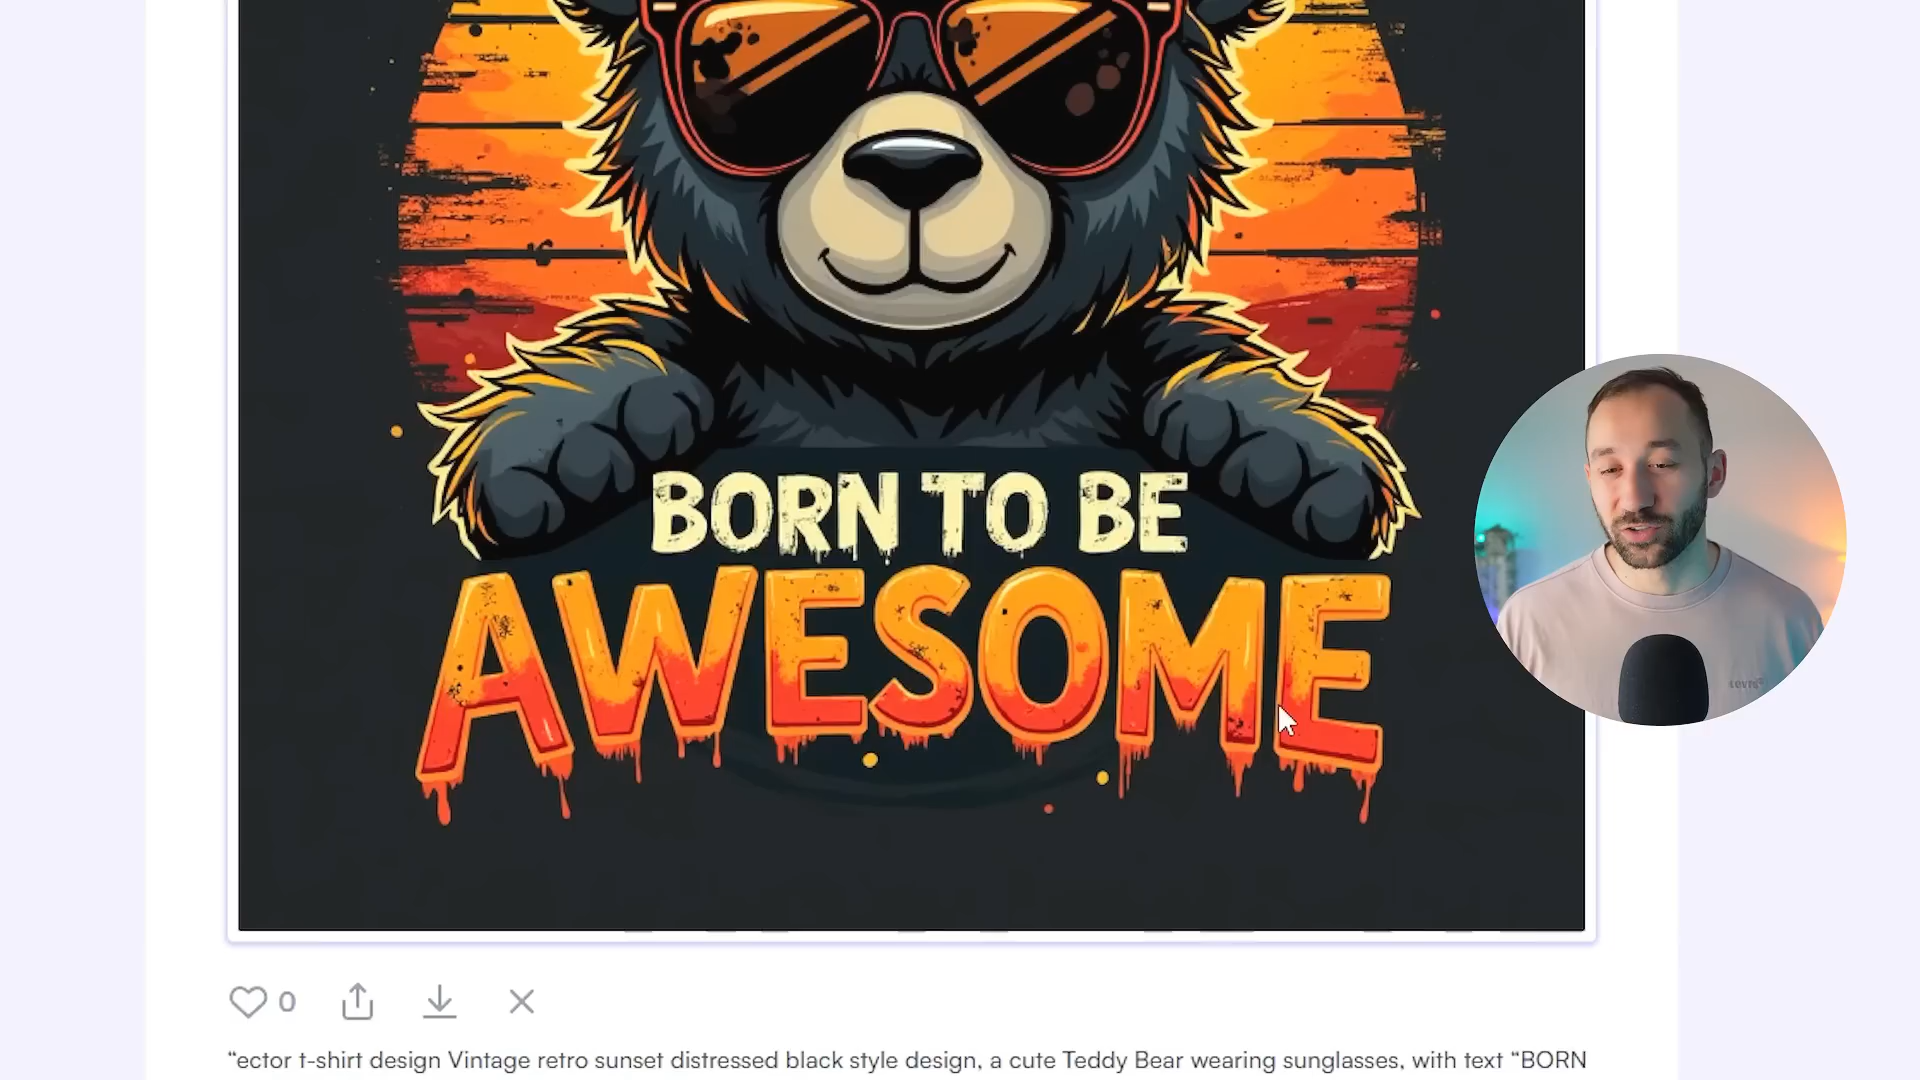 BORN TO BE
AWESOME
0
“ector t-shirt design Vintage retro sunset distressed black style design, a cute Teddy Bear wearing sunglasses, with text “BORN